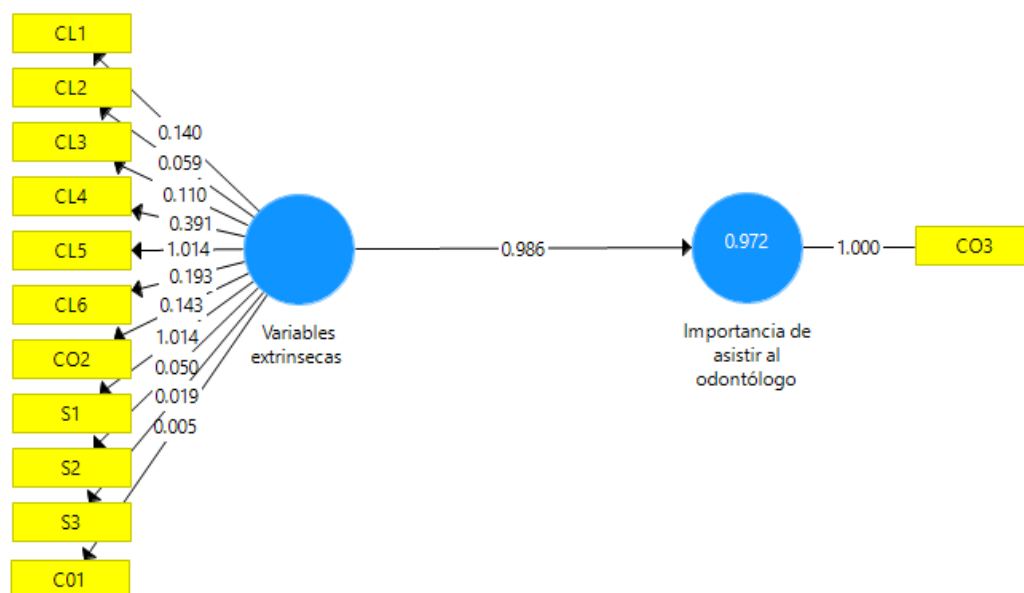 CL1
CL2
CL3
CL4
CL5
CL6
CO2
S1
S2
S3
C01
0.140
0.059
0.110
0.391
1.014
0.193
0.143
1.014
0.050
0.019
0.005
Variables
extrinsecas
0.986
0.972
Importancia de
asistir al
odontólogo
1.000
CO3